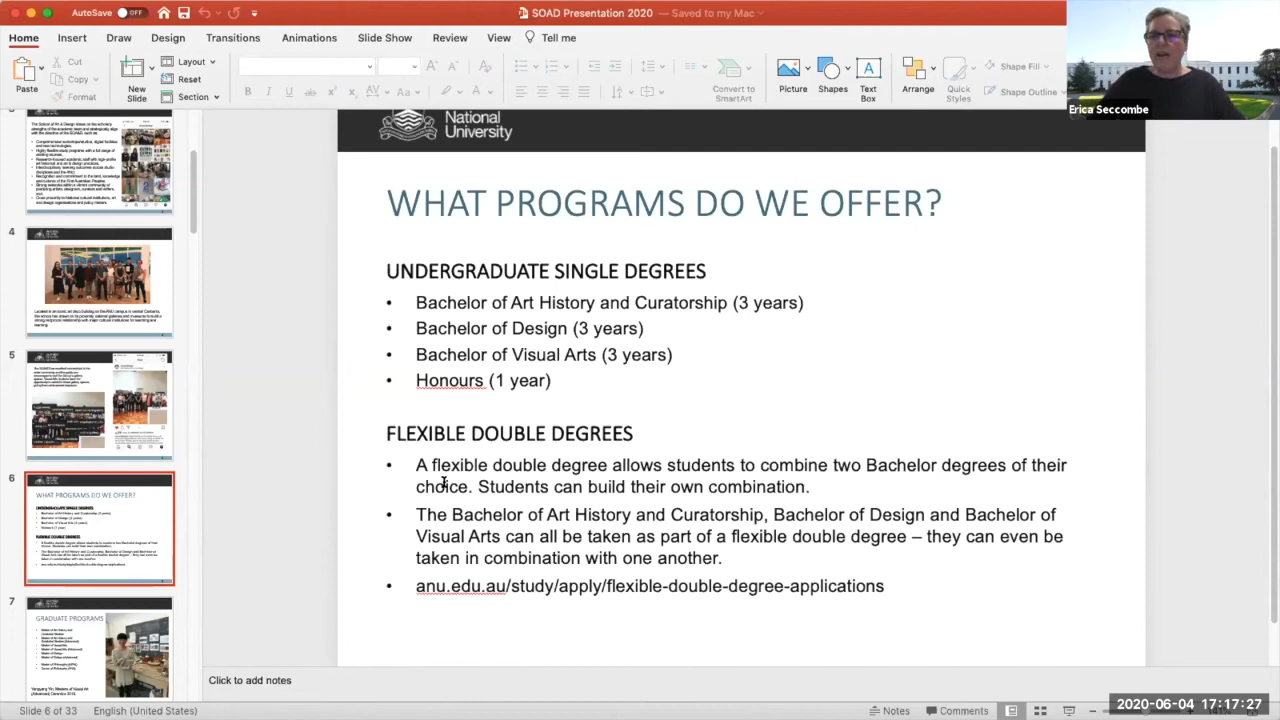 AutoSave OFF
SOAD Presentation 2020 — Saved to my Mac
Home Insert Draw Design Transitions Animations Slide Show Review View Tell me
Paste
Cut
Copy
Format
New Slide
Layout
Reset
Section
Convert to SmartArt
Picture
Shapes
Text Box
Arrange
Quick Styles
Shape Fill
Shape Outline
Erica Seccombe
4
5
6
WHAT PROGRAMS DO WE OFFER?
7
GRADUATE PROGRAMS
National
University
WHAT PROGRAMS DO WE OFFER?
UNDERGRADUATE SINGLE DEGREES
• Bachelor of Art History and Curatorship (3 years)
• Bachelor of Design (3 years)
• Bachelor of Visual Arts (3 years)
• Honours (1 year)
FLEXIBLE DOUBLE DEGREES
• A flexible double degree allows students to combine two Bachelor degrees of their
choice. Students can build their own combination.
• The Bachelor of Art History and Curatorship, Bachelor of Design and Bachelor of
Visual Arts can all be taken as part of a flexible double degree – they can even be
taken in combination with one another.
• anu.edu.au/study/apply/flexible-double-degree-applications
Click to add notes
Slide 6 of 33 English (United States)
Notes Comments
2020-06-04 17:17:27